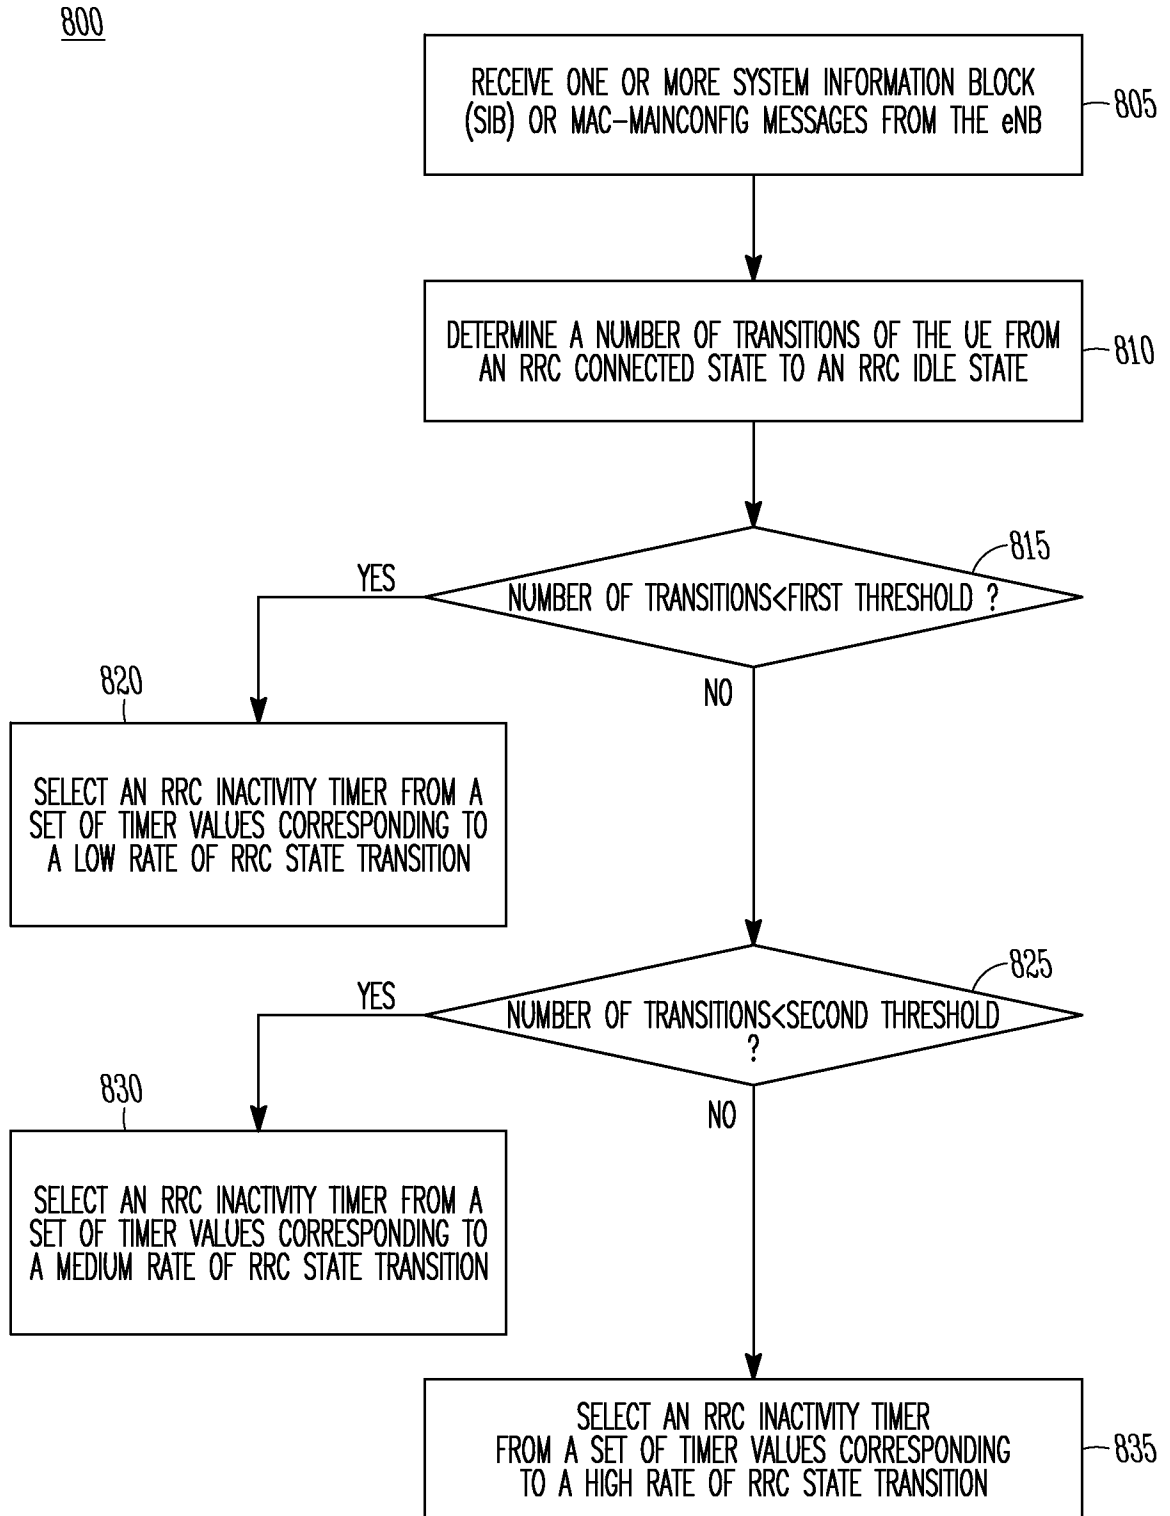 800
RECEIVE ONE OR MORE SYSTEM INFORMATION BLOCK
(SIB) OR MAC-MAINCONFIG MESSAGES FROM THE eNB
805
DETERMINE A NUMBER OF TRANSITIONS OF THE UE FROM
AN RRC CONNECTED STATE TO AN RRC IDLE STATE
810
815
NUMBER OF TRANSITIONS<FIRST THRESHOLD ?
YES
NO
820
SELECT AN RRC INACTIVITY TIMER FROM A
SET OF TIMER VALUES CORRESPONDING TO
A LOW RATE OF RRC STATE TRANSITION
825
NUMBER OF TRANSITIONS<SECOND THRESHOLD
?
YES
NO
830
SELECT AN RRC INACTIVITY TIMER FROM A
SET OF TIMER VALUES CORRESPONDING TO
A MEDIUM RATE OF RRC STATE TRANSITION
SELECT AN RRC INACTIVITY TIMER
FROM A SET OF TIMER VALUES CORRESPONDING
TO A HIGH RATE OF RRC STATE TRANSITION
835